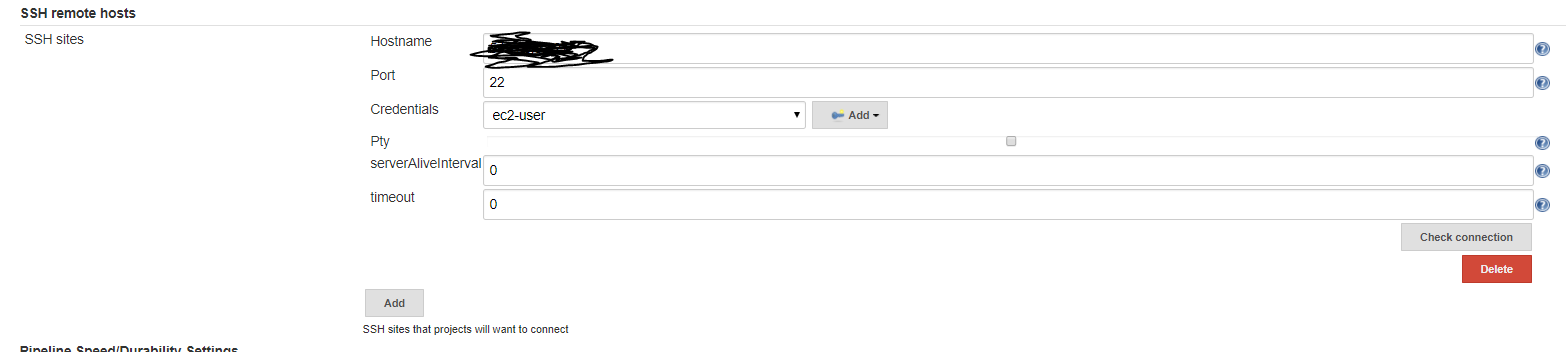 SSH remote hosts
SSH sites
Hostname
Port
22
Credentials
ec2-user
Add
Pty
serverAliveInterval
0
timeout
0
Check connection
Delete
Add
SSH sites that projects will want to connect
Pipeline Speed/Durability Settings